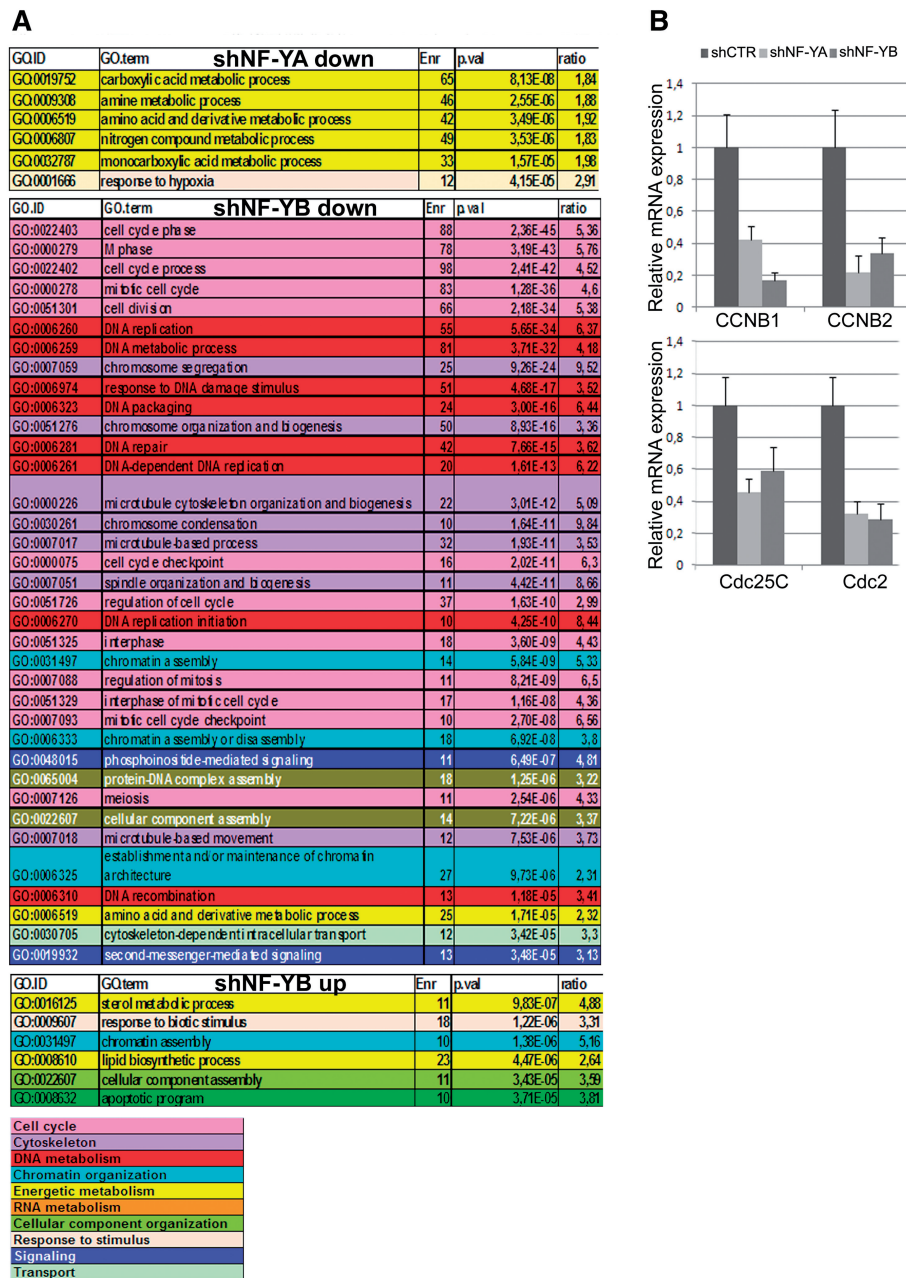 A
GO.ID GO.term shNF-YA down Enr p.val ratio
GO:0019752 carboxylic acid metabolic process 65 8,13E-08 1,84
GO:0009308 amine metabolic process 46 2,55E-06 1,88
GO:0006519 amino acid and derivative metabolic process 42 3,49E-06 1,92
GO:0006807 nitrogen compound metabolic process 49 3,53E-06 1,83
GO:0032787 monocarboxylic acid metabolic process 33 1,57E-05 1,98
GO:0001666 response to hypoxia 12 4,15E-05 2,91
GO.ID GO.term shNF-YB down Enr p.val ratio
GO:0022403 cell cycle phase 88 2,36E-45 5,36
GO:0000279 M phase 78 3,19E-43 5,76
GO:0022402 cell cycle process 98 2,41E-42 4,52
GO:0000278 mitotic cell cycle 83 1,28E-36 4,6
GO:0051301 cell division 66 2,18E-34 5,38
GO:0006260 DNA replication 55 5,65E-34 6,37
GO:0006259 DNA metabolic process 81 3,71E-32 4,18
GO:0007059 chromosome segregation 25 9,26E-24 9,52
GO:0006974 response to DNA damage stimulus 51 4,68E-17 3,52
GO:0006323 DNA packaging 24 3,00E-16 6,44
GO:0051276 chromosome organization and biogenesis 50 8,93E-16 3,36
GO:0006281 DNA repair 42 7,66E-15 3,62
GO:0006261 DNA-dependent DNA replication 20 1,61E-13 6,22
GO:0000226 microtubule cytoskeleton organization and biogenesis 22 3,01E-12 5,09
GO:0030261 chromosome condensation 10 1,64E-11 9,84
GO:0007017 microtubule-based process 32 1,93E-11 3,53
GO:0000075 cell cycle checkpoint 16 2,02E-11 6,3
GO:0007051 spindle organization and biogenesis 11 4,42E-11 8,66
GO:0051726 regulation of cell cycle 37 1,63E-10 2,99
GO:0006270 DNA replication initiation 10 4,25E-10 8,44
GO:0051325 interphase 18 3,60E-09 4,43
GO:0031497 chromatin assembly 14 5,84E-09 5,33
GO:0007088 regulation of mitosis 11 8,21E-09 6,5
GO:0051329 interphase of mitotic cell cycle 17 1,16E-08 4,36
GO:0007093 mitotic cell cycle checkpoint 10 2,70E-08 6,56
GO:0006333 chromatin assembly or disassembly 18 6,92E-08 3,8
GO:0048015 phosphoinositide-mediated signaling 11 6,49E-07 4,81
GO:0065004 protein-DNA complex assembly 18 1,25E-06 3,22
GO:0007126 meiosis 11 2,54E-06 4,33
GO:0022607 cellular component assembly 14 7,22E-06 3,37
GO:0007018 microtubule-based movement 12 7,53E-06 3,73
establishment and/or maintenance of chromatin
GO:0006325 architecture 27 9,73E-06 2,31
GO:0006310 DNA recombination 13 1,18E-05 3,41
GO:0006519 amino acid and derivative metabolic process 25 1,71E-05 2,32
GO:0030705 cytoskeleton-dependent intracellular transport 12 3,42E-05 3,3
GO:0019932 second-messenger-mediated signaling 13 3,48E-05 3,13
GO.ID GO.term shNF-YB up Enr p.val ratio
GO:0016125 sterol metabolic process 11 9,83E-07 4,88
GO:0009607 response to biotic stimulus 18 1,22E-06 3,31
GO:0031497 chromatin assembly 10 1,38E-06 5,16
GO:0008610 lipid biosynthetic process 23 4,47E-06 2,64
GO:0022607 cellular component assembly 11 3,43E-05 3,59
GO:0008632 apoptotic program 10 3,71E-05 3,81
Cell cycle
Cytoskeleton
DNA metabolism
Chromatin organization
Energetic metabolism
RNA metabolism
Cellular component organization
Response to stimulus
Signaling
Transport
B
shCTR shNF-YA shNF-YB
Relative mRNA expression
1,4
1,2
1
0,8
0,6
0,4
0,2
0
CCNB1 CCNB2
Relative mRNA expression
1,4
1,2
1
0,8
0,6
0,4
0,2
0
Cdc25C Cdc2